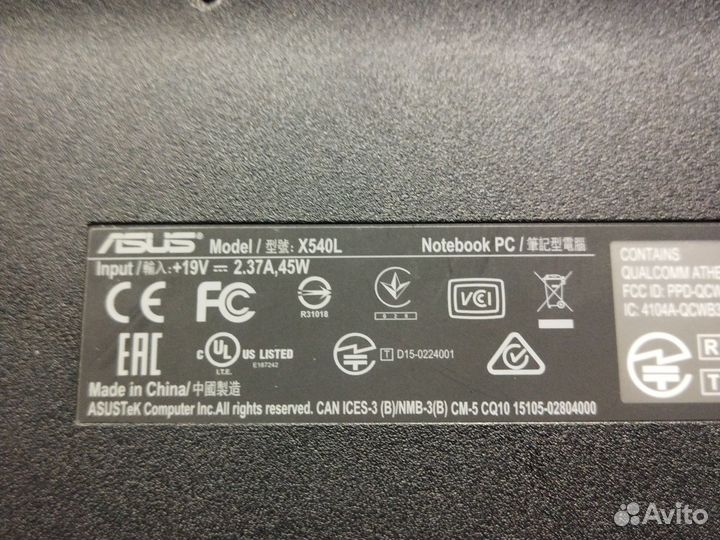 ASUS Model / 型號: X540L Notebook PC / 筆記型電腦
Input / 輸入: +19V ⎓ 2.37A,45W
CE FC R31018 828 VCCI
EAC c UL US LISTED I.T.E. E187242 T D15-0224001
Made in China/ 中國製造
ASUSTeK Computer Inc.All rights reserved. CAN ICES-3 (B)/NMB-3(B) CM-5 CQ10 15105-02804000
CONTAINS
QUALCOMM ATHE
FCC ID: PPD-QCW
IC: 4104A-QCWB3
R
T
Avito